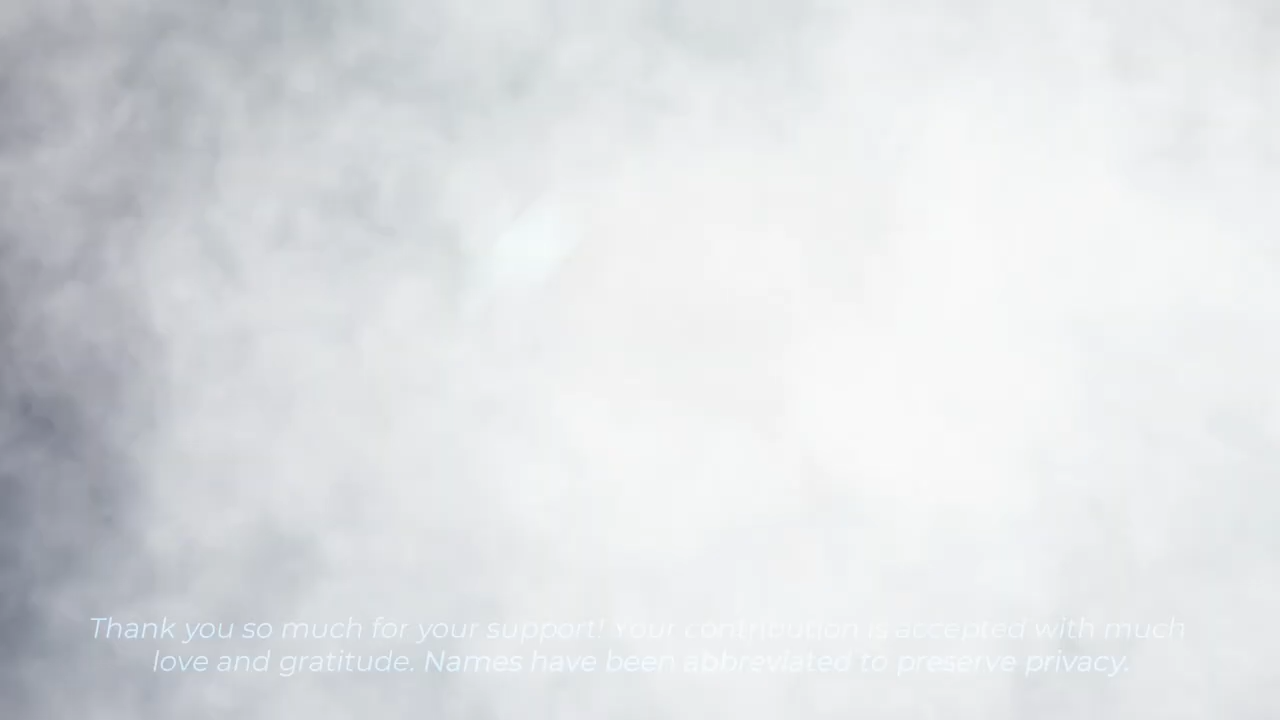 Thank you so much for your support! Your contribution is accepted with much
love and gratitude. Names have been abbreviated to preserve privacy.